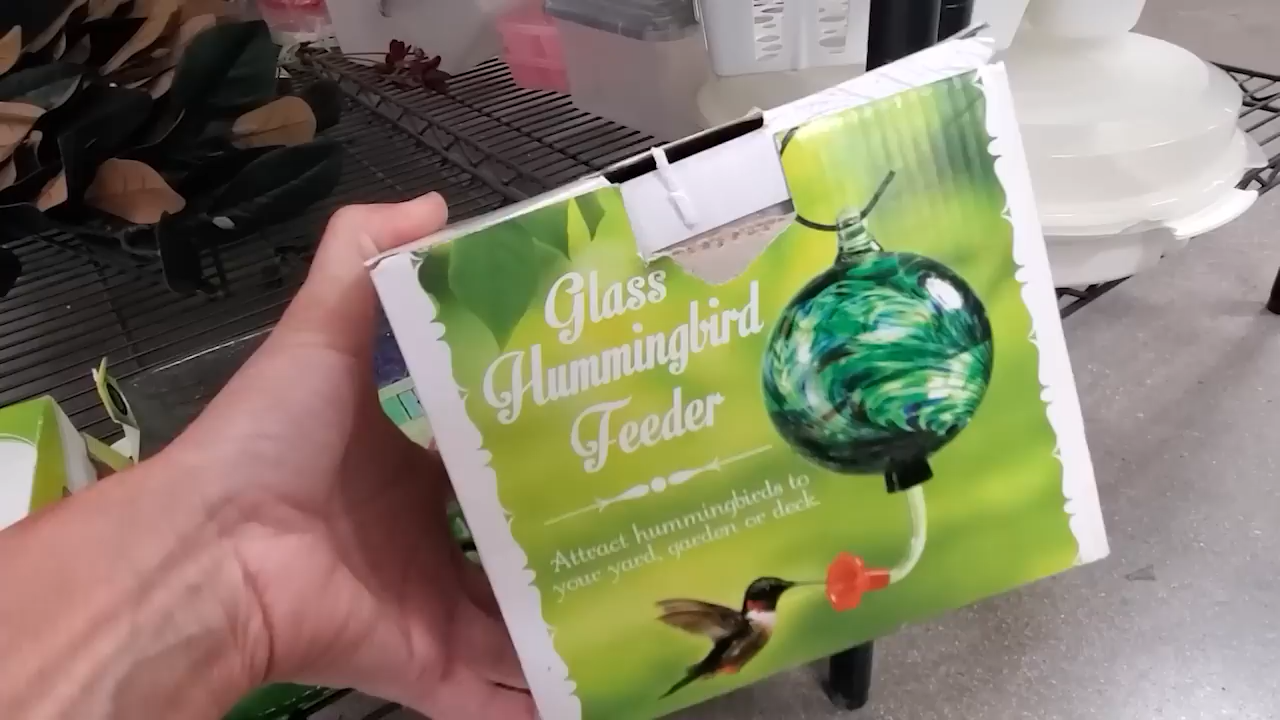 Glass
Hummingbird
Feeder
Attract hummingbirds to
your yard, garden or deck